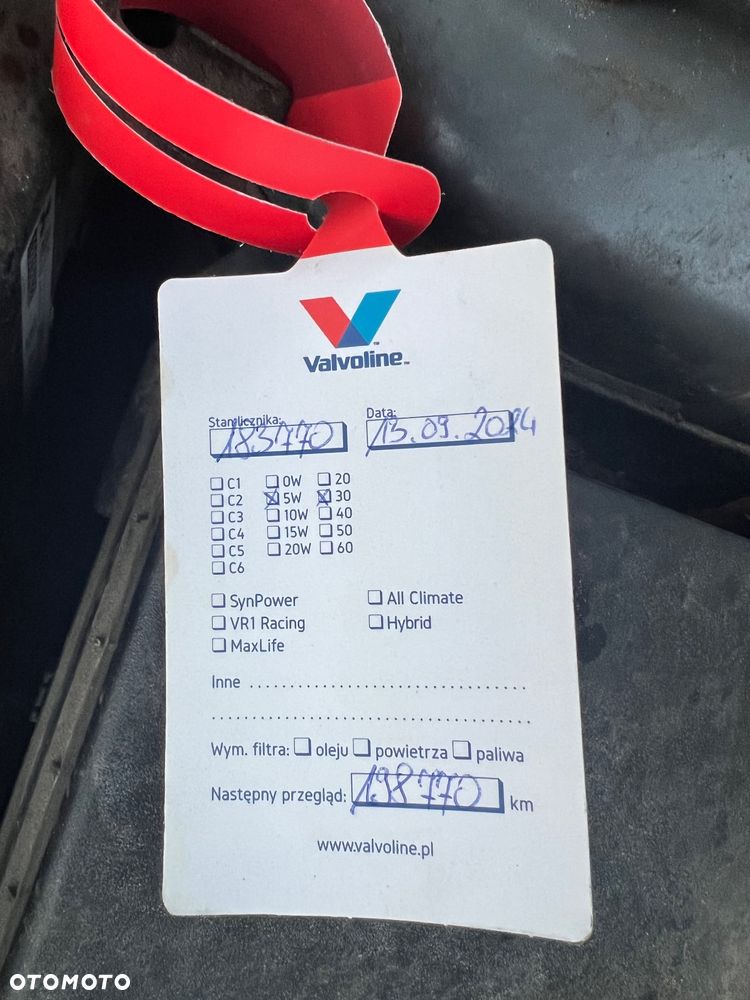 Valvoline™
Stan licznika: Data:
183770 13.09.2024
C1 0W 20
C2 5W 30
C3 10W 40
C4 15W 50
C5 20W 60
C6
SynPower All Climate
VR1 Racing Hybrid
MaxLife
Inne
Wym. filtra: oleju powietrza paliwa
Następny przegląd: 198770 km
www.valvoline.pl
OTOMOTO